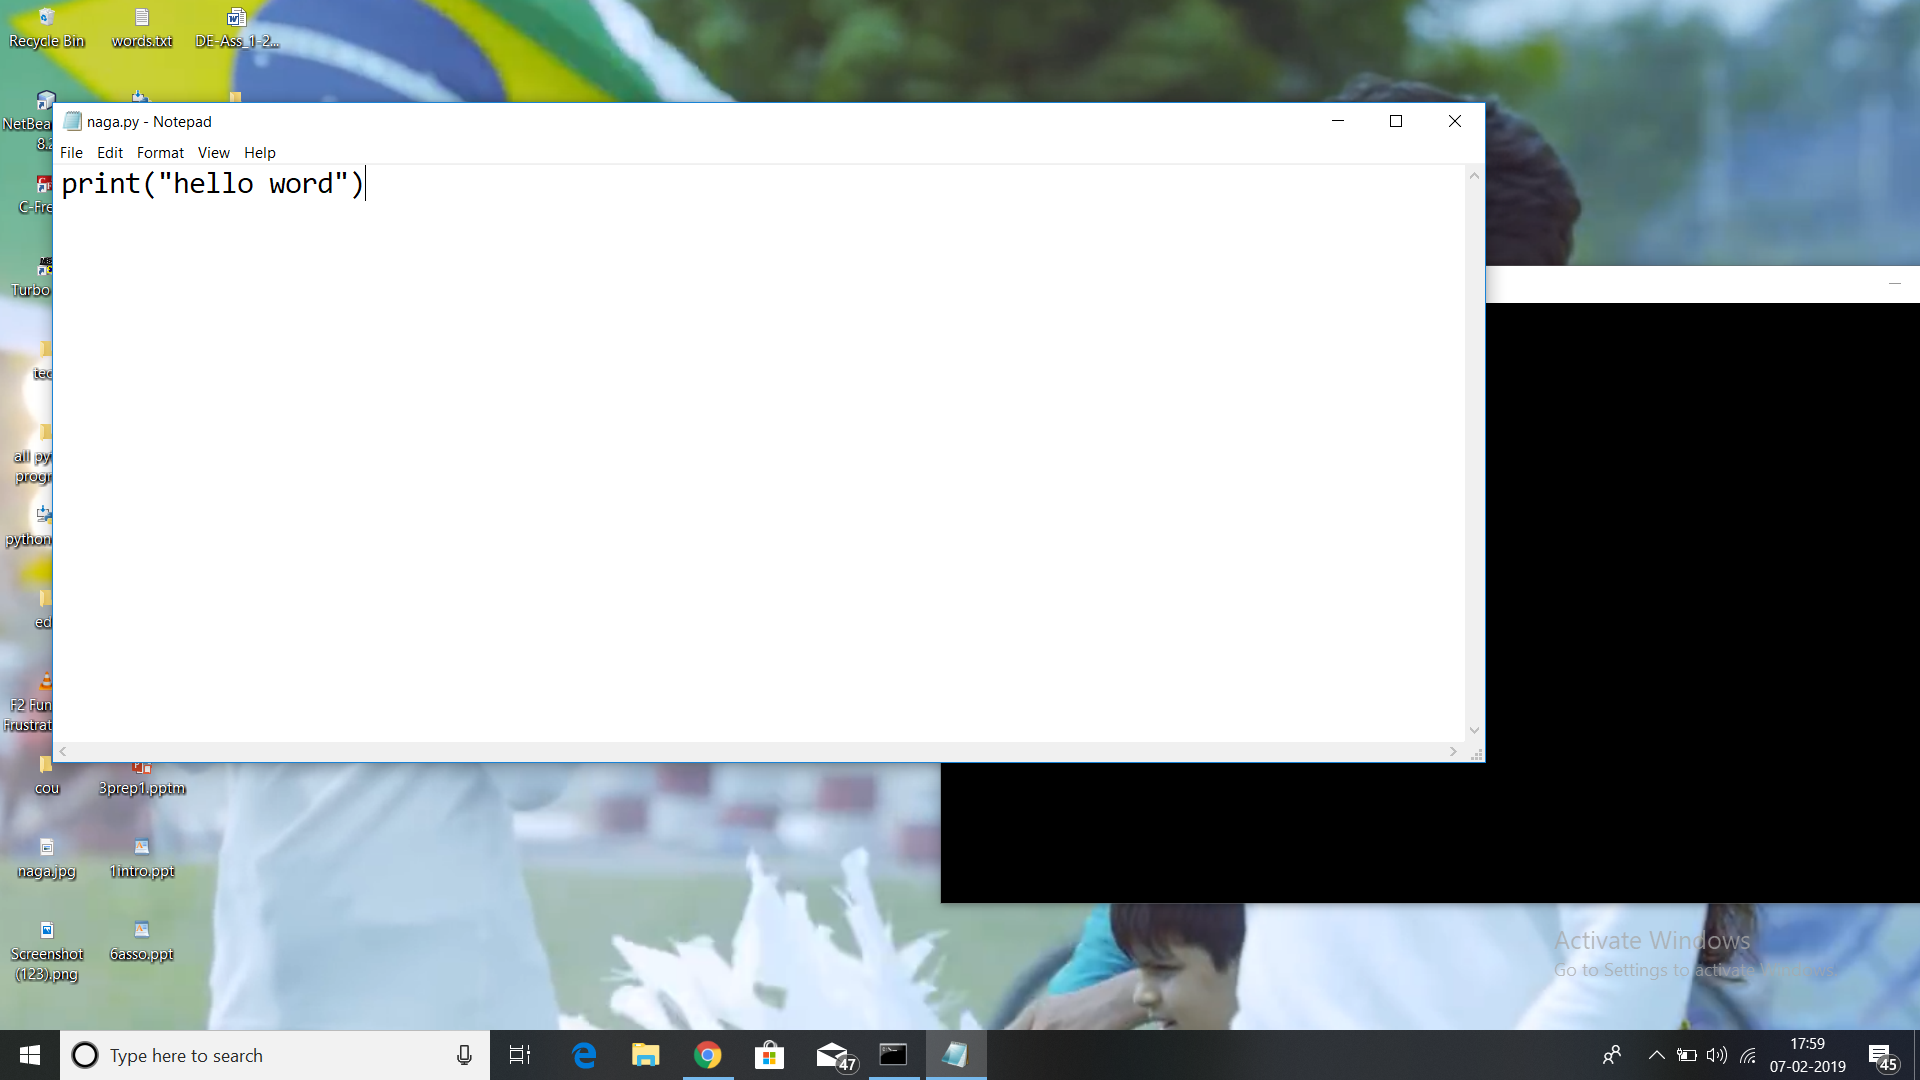 Recycle Bin
words.txt
DE-Ass_1-2...
NetBea
8.2
C-Fre
Turbo
tec
all py
progr
python
ed
F2 Fun
Frustrat
cou
3prep1.pptm
naga.jpg
1intro.ppt
Screenshot
(123).png
6asso.ppt
naga.py - Notepad
File Edit Format View Help
print("hello word")
Activate Windows
Go to Settings to activate Windows.
Type here to search
47
17:59
07-02-2019
45